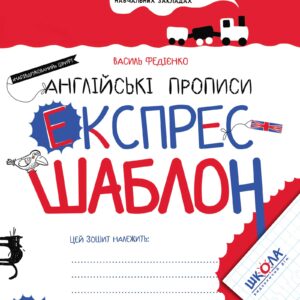 НАВЧАЛЬНИХ ЗАКЛАДАХ
ВАСИЛЬ ФЕДІЄНКО
АНГЛІЙСЬКІ ПРОПИСИ
ЕКСПРЕС
ШАБЛОН
ЦЕЙ ЗОШИТ НАЛЕЖИТЬ:
ШКОЛА